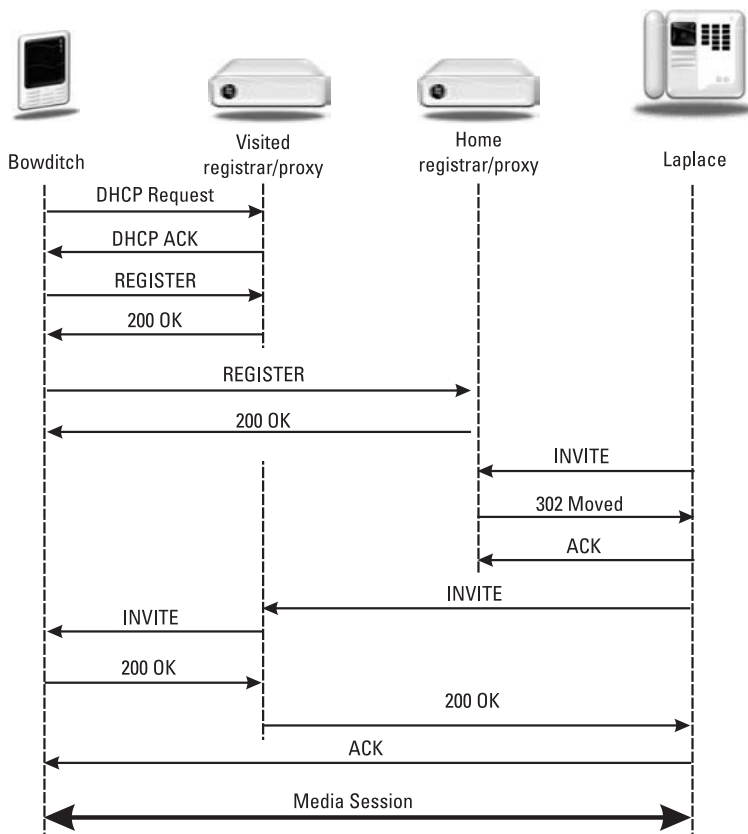 Bowditch
Visited
registrar/proxy
Home
registrar/proxy
Laplace
DHCP Request
DHCP ACK
REGISTER
200 OK
REGISTER
200 OK
INVITE
302 Moved
ACK
INVITE
INVITE
200 OK
200 OK
ACK
Media Session